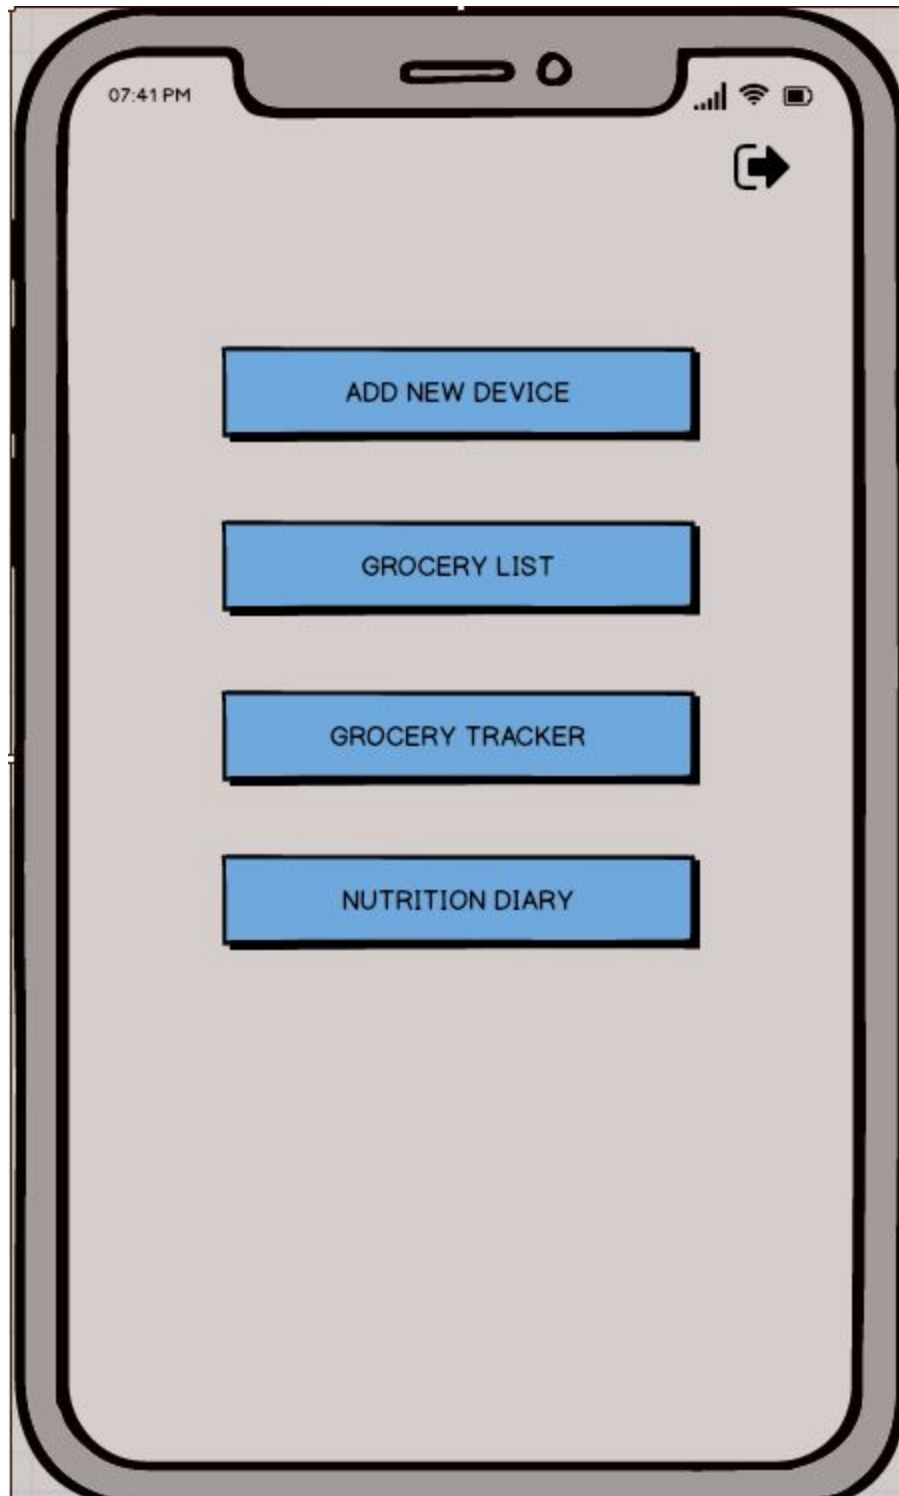 07:41 PM
ADD NEW DEVICE
GROCERY LIST
GROCERY TRACKER
NUTRITION DIARY